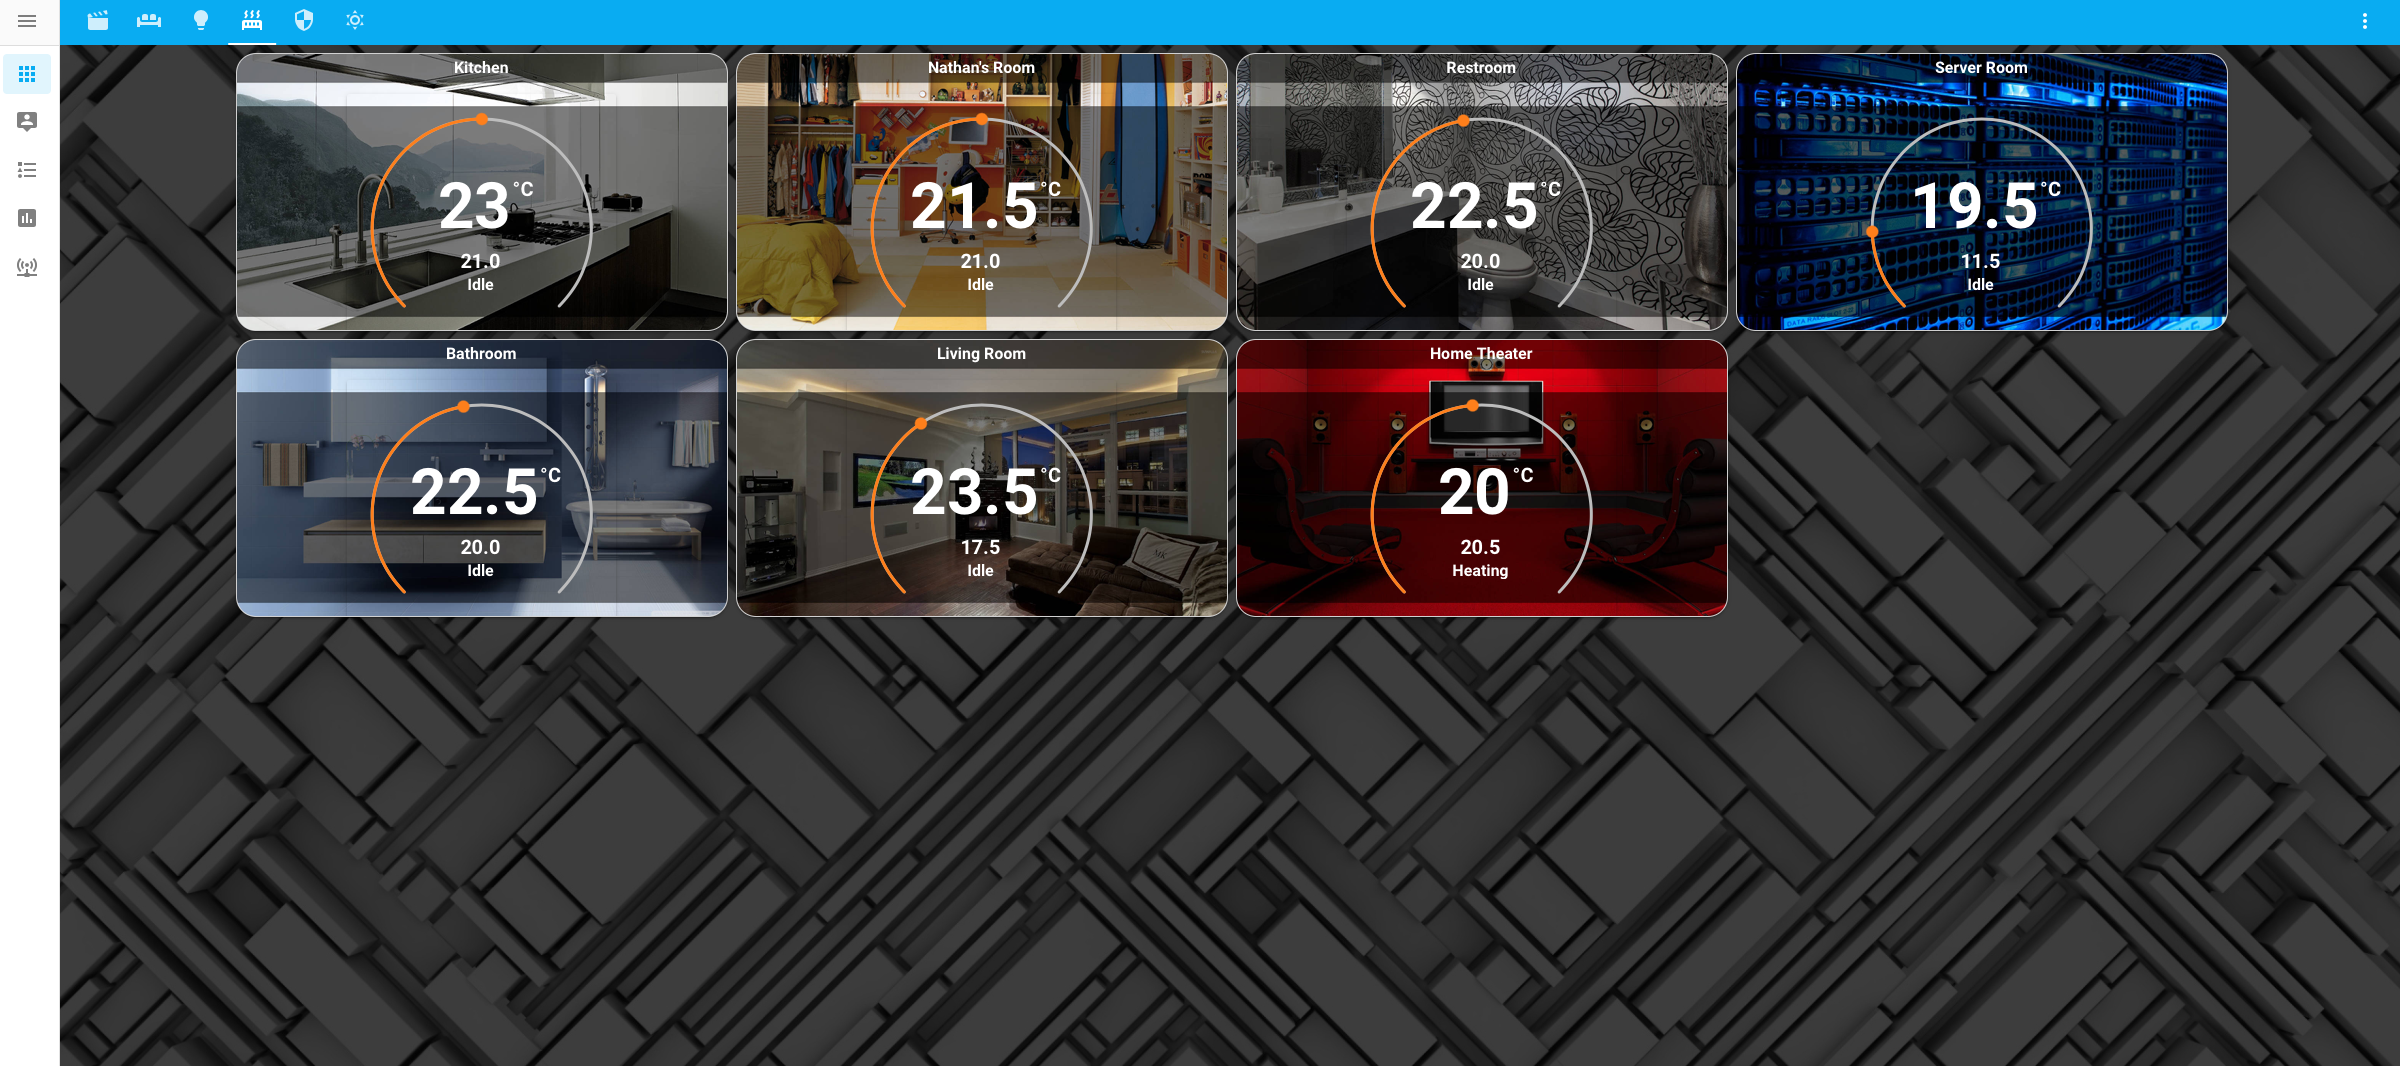 Kitchen
23 °C
21.0
Idle
Nathan's Room
21.5 °C
21.0
Idle
Restroom
22.5 °C
20.0
Idle
Server Room
19.5 °C
11.5
Idle
Bathroom
22.5 °C
20.0
Idle
Living Room
23.5 °C
17.5
Idle
MK
Home Theater
20 °C
20.5
Heating